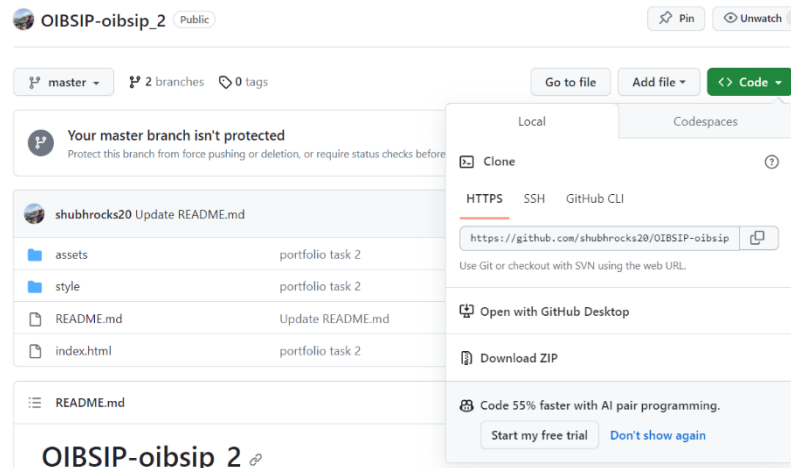 OIBSIP-oibsip_2 Public
Pin
Unwatch
master
2 branches
0 tags
Go to file
Add file
<> Code
Your master branch isn't protected
Protect this branch from force pushing or deletion, or require status checks before
shubhrocks20 Update README.md
assets portfolio task 2
style portfolio task 2
README.md Update README.md
index.html portfolio task 2
README.md
OIBSIP-oibsip_2
Local
Codespaces
Clone
HTTPS SSH GitHub CLI
https://github.com/shubhrocks20/OIBSIP-oibsip
Use Git or checkout with SVN using the web URL.
Open with GitHub Desktop
Download ZIP
Code 55% faster with AI pair programming.
Start my free trial
Don't show again